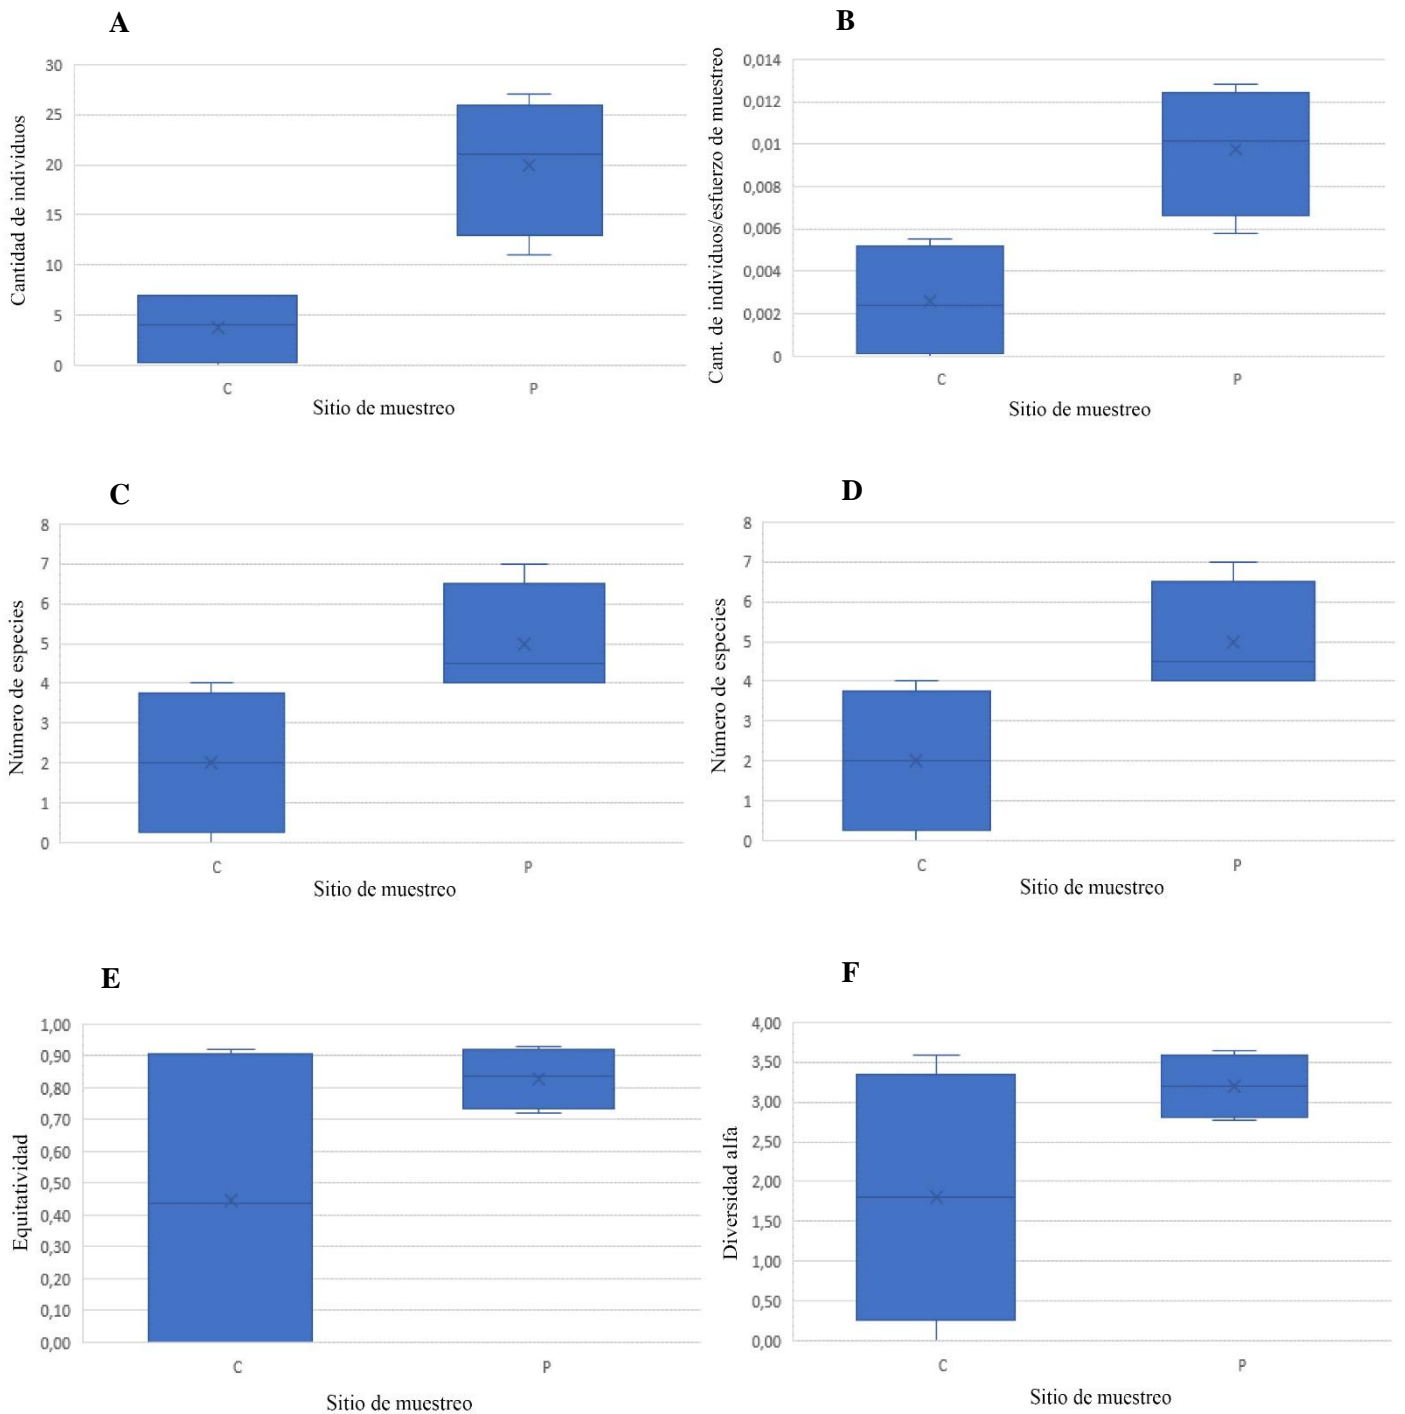 A
Cantidad de individuos
30
25
20
15
10
5
0
C P
Sitio de muestreo
B
Cant. de individuos/esfuerzo de muestreo
0,014
0,012
0,01
0,008
0,006
0,004
0,002
0
C P
Sitio de muestreo
C
Número de especies
8
7
6
5
4
3
2
1
0
C P
Sitio de muestreo
D
Número de especies
8
7
6
5
4
3
2
1
0
C P
Sitio de muestreo
E
Equitatividad
1,00
0,90
0,80
0,70
0,60
0,50
0,40
0,30
0,20
0,10
0,00
C P
Sitio de muestreo
F
Diversidad alfa
4,00
3,50
3,00
2,50
2,00
1,50
1,00
0,50
0,00
C P
Sitio de muestreo